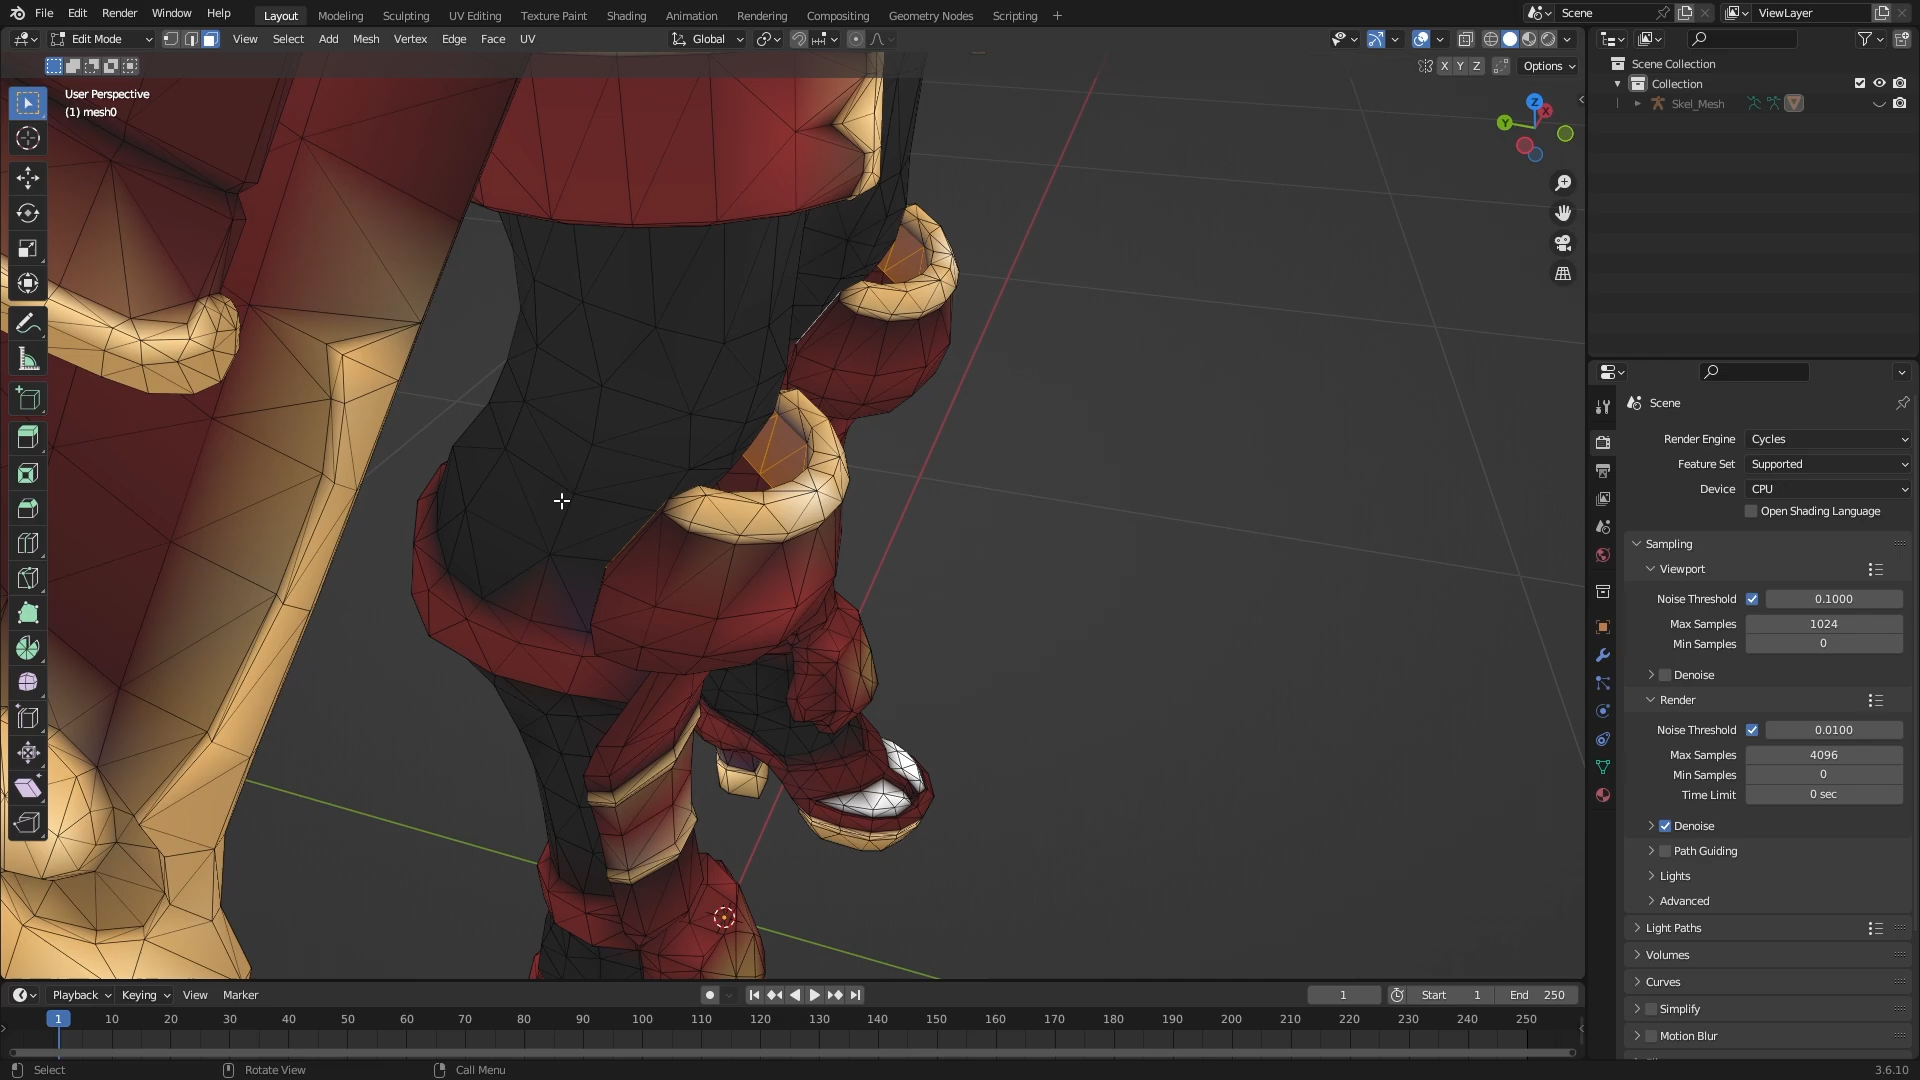 File Edit Render Window Help Layout Modeling Sculpting UV Editing Texture Paint Shading Animation Rendering Compositing Geometry Nodes Scripting + Scene ViewLayer
Edit Mode View Select Add Mesh Vertex Edge Face UV Global
X Y Z Options
User Perspective
(1) mesh0
Z
X
Y
Scene Collection
Collection
Skel_Mesh
Scene
Render Engine Cycles
Feature Set Supported
Device CPU
Open Shading Language
Sampling
Viewport
Noise Threshold 0.1000
Max Samples 1024
Min Samples 0
Denoise
Render
Noise Threshold 0.0100
Max Samples 4096
Min Samples 0
Time Limit 0 sec
Denoise
Path Guiding
Lights
Advanced
Light Paths
Volumes
Curves
Simplify
Motion Blur
Playback Keying View Marker 1 Start 1 End 250
1 10 20 30 40 50 60 70 80 90 100 110 120 130 140 150 160 170 180 190 200 210 220 230 240 250
Select Rotate View Call Menu 3.6.10